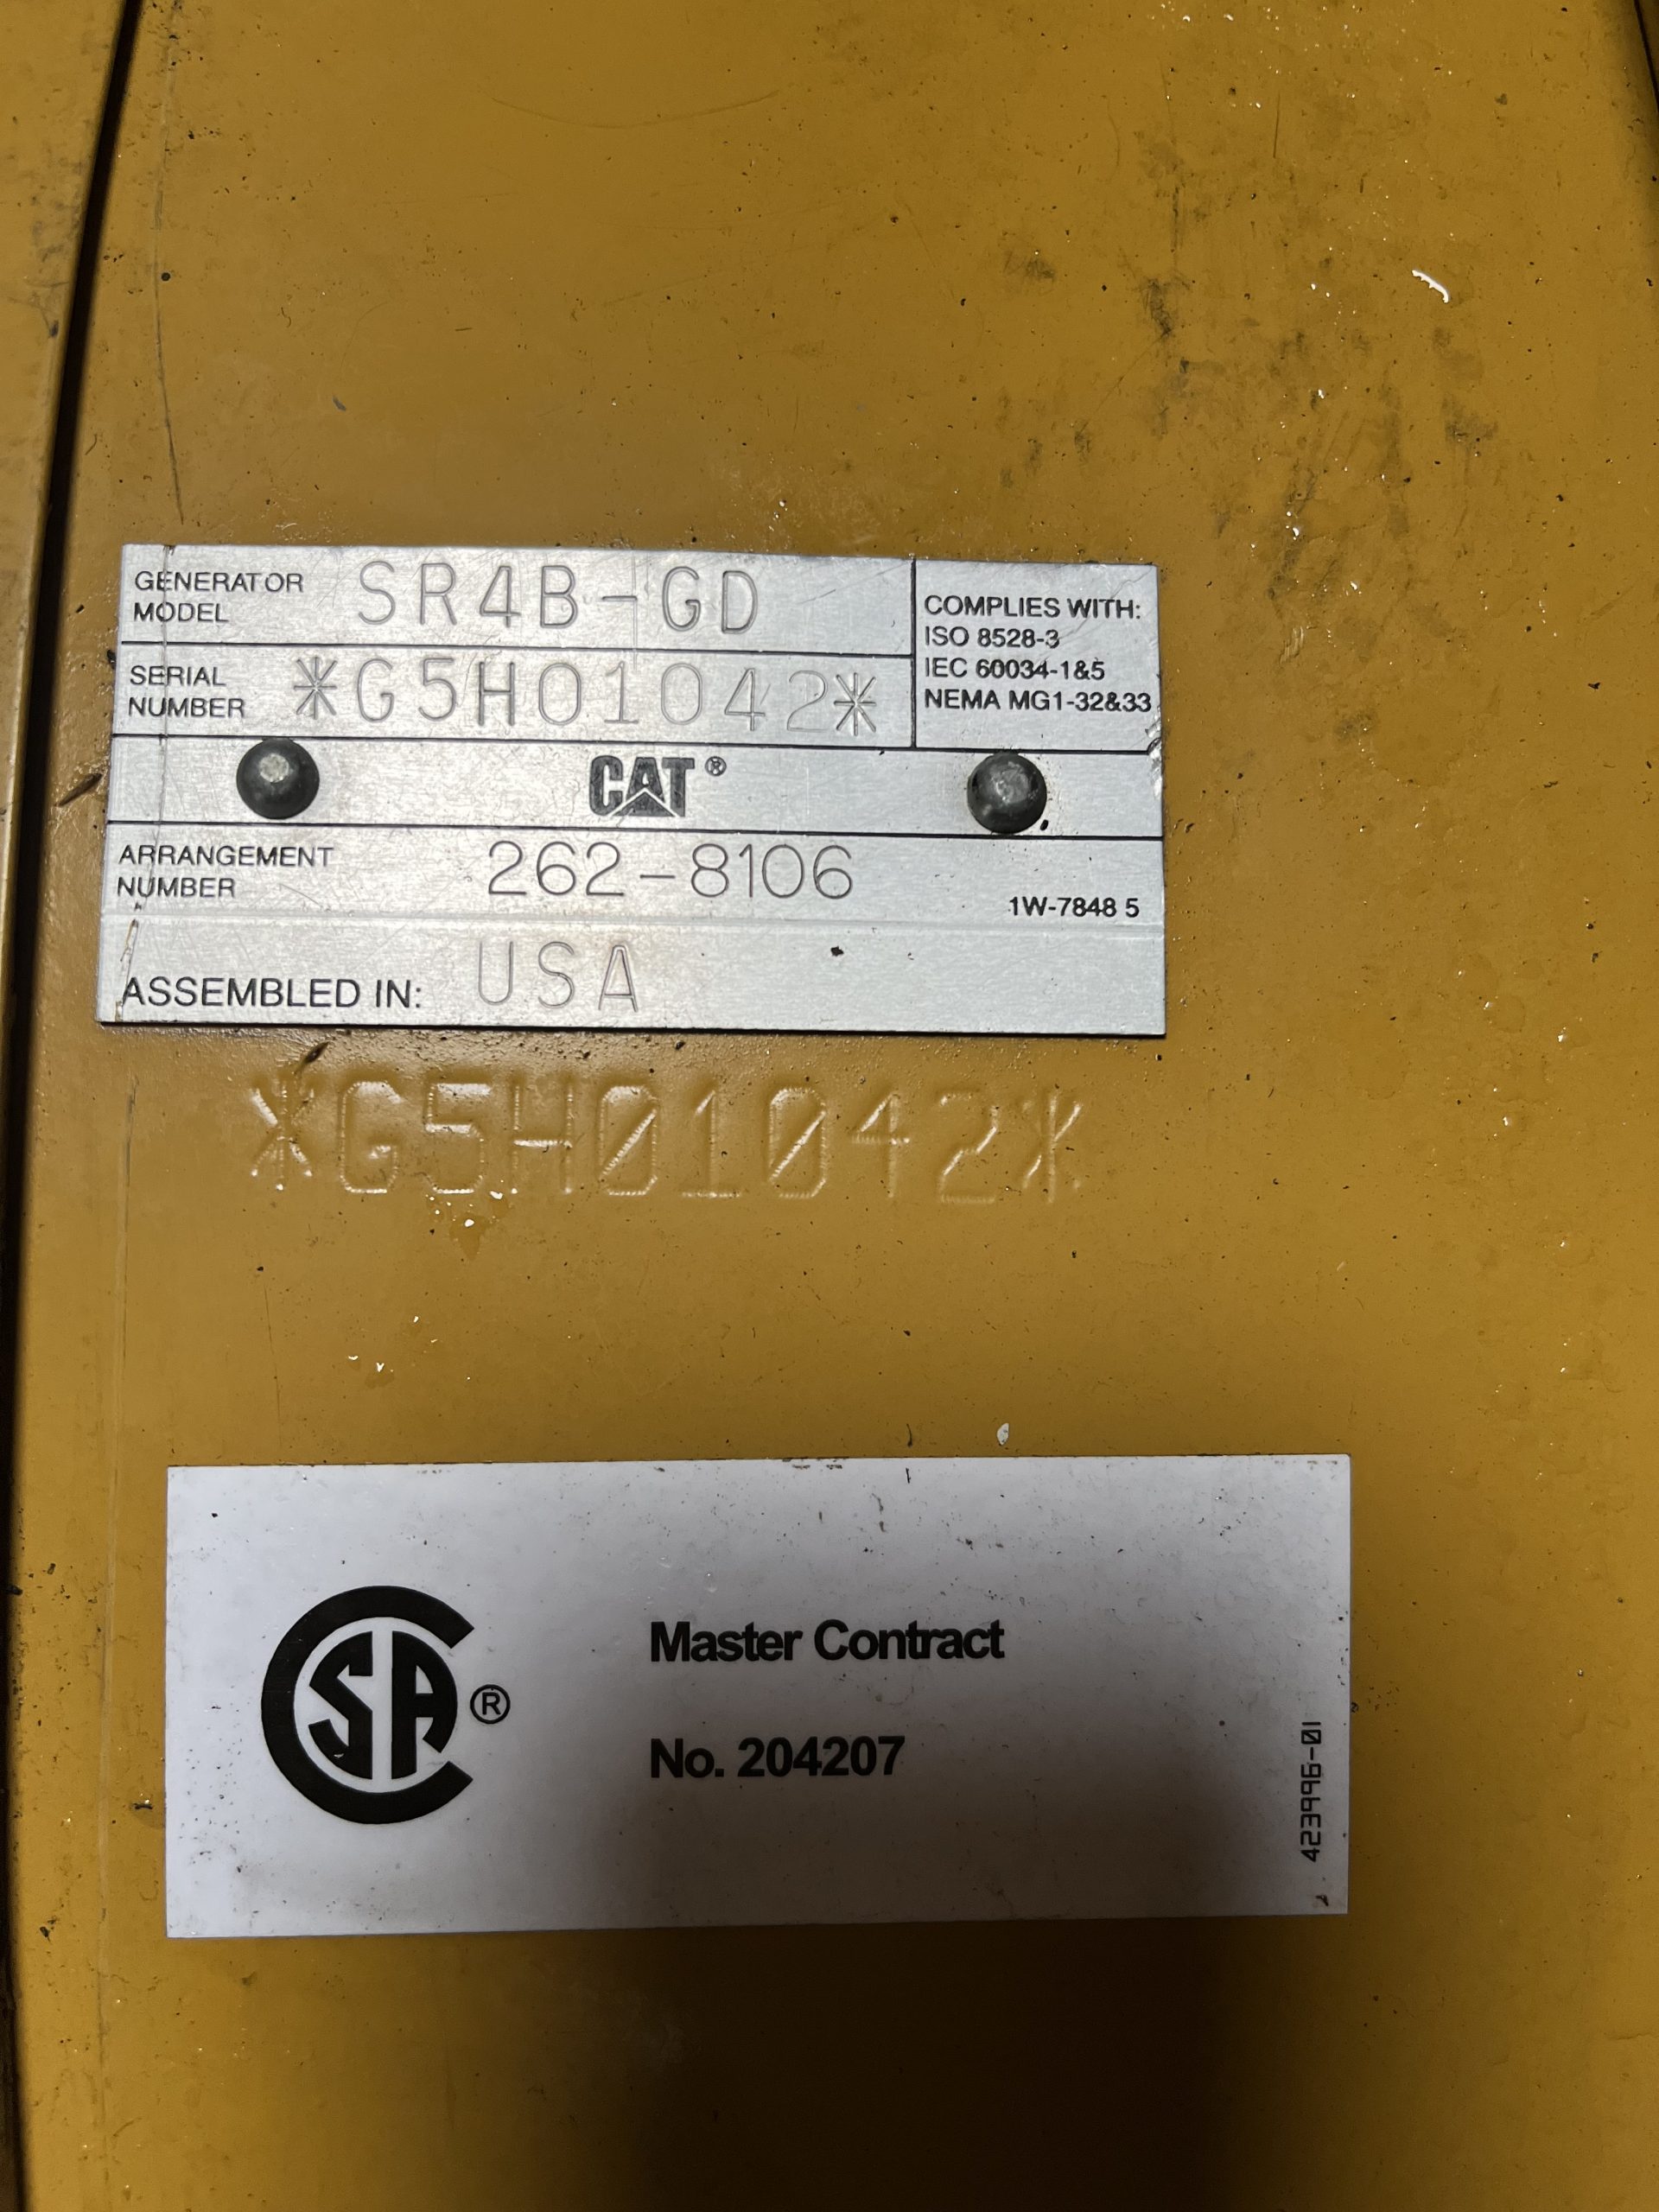 GENERATOR
MODEL
SR4B-GD
SERIAL
NUMBER
*G5H01042*
COMPLIES WITH:
ISO 8528-3
IEC 60034-1&5
NEMA MG1-32&33
CAT®
ARRANGEMENT
NUMBER
262-8106
1W-7848 5
ASSEMBLED IN: USA
*G5H01042*
CSA®
Master Contract
No. 204207
423996-01